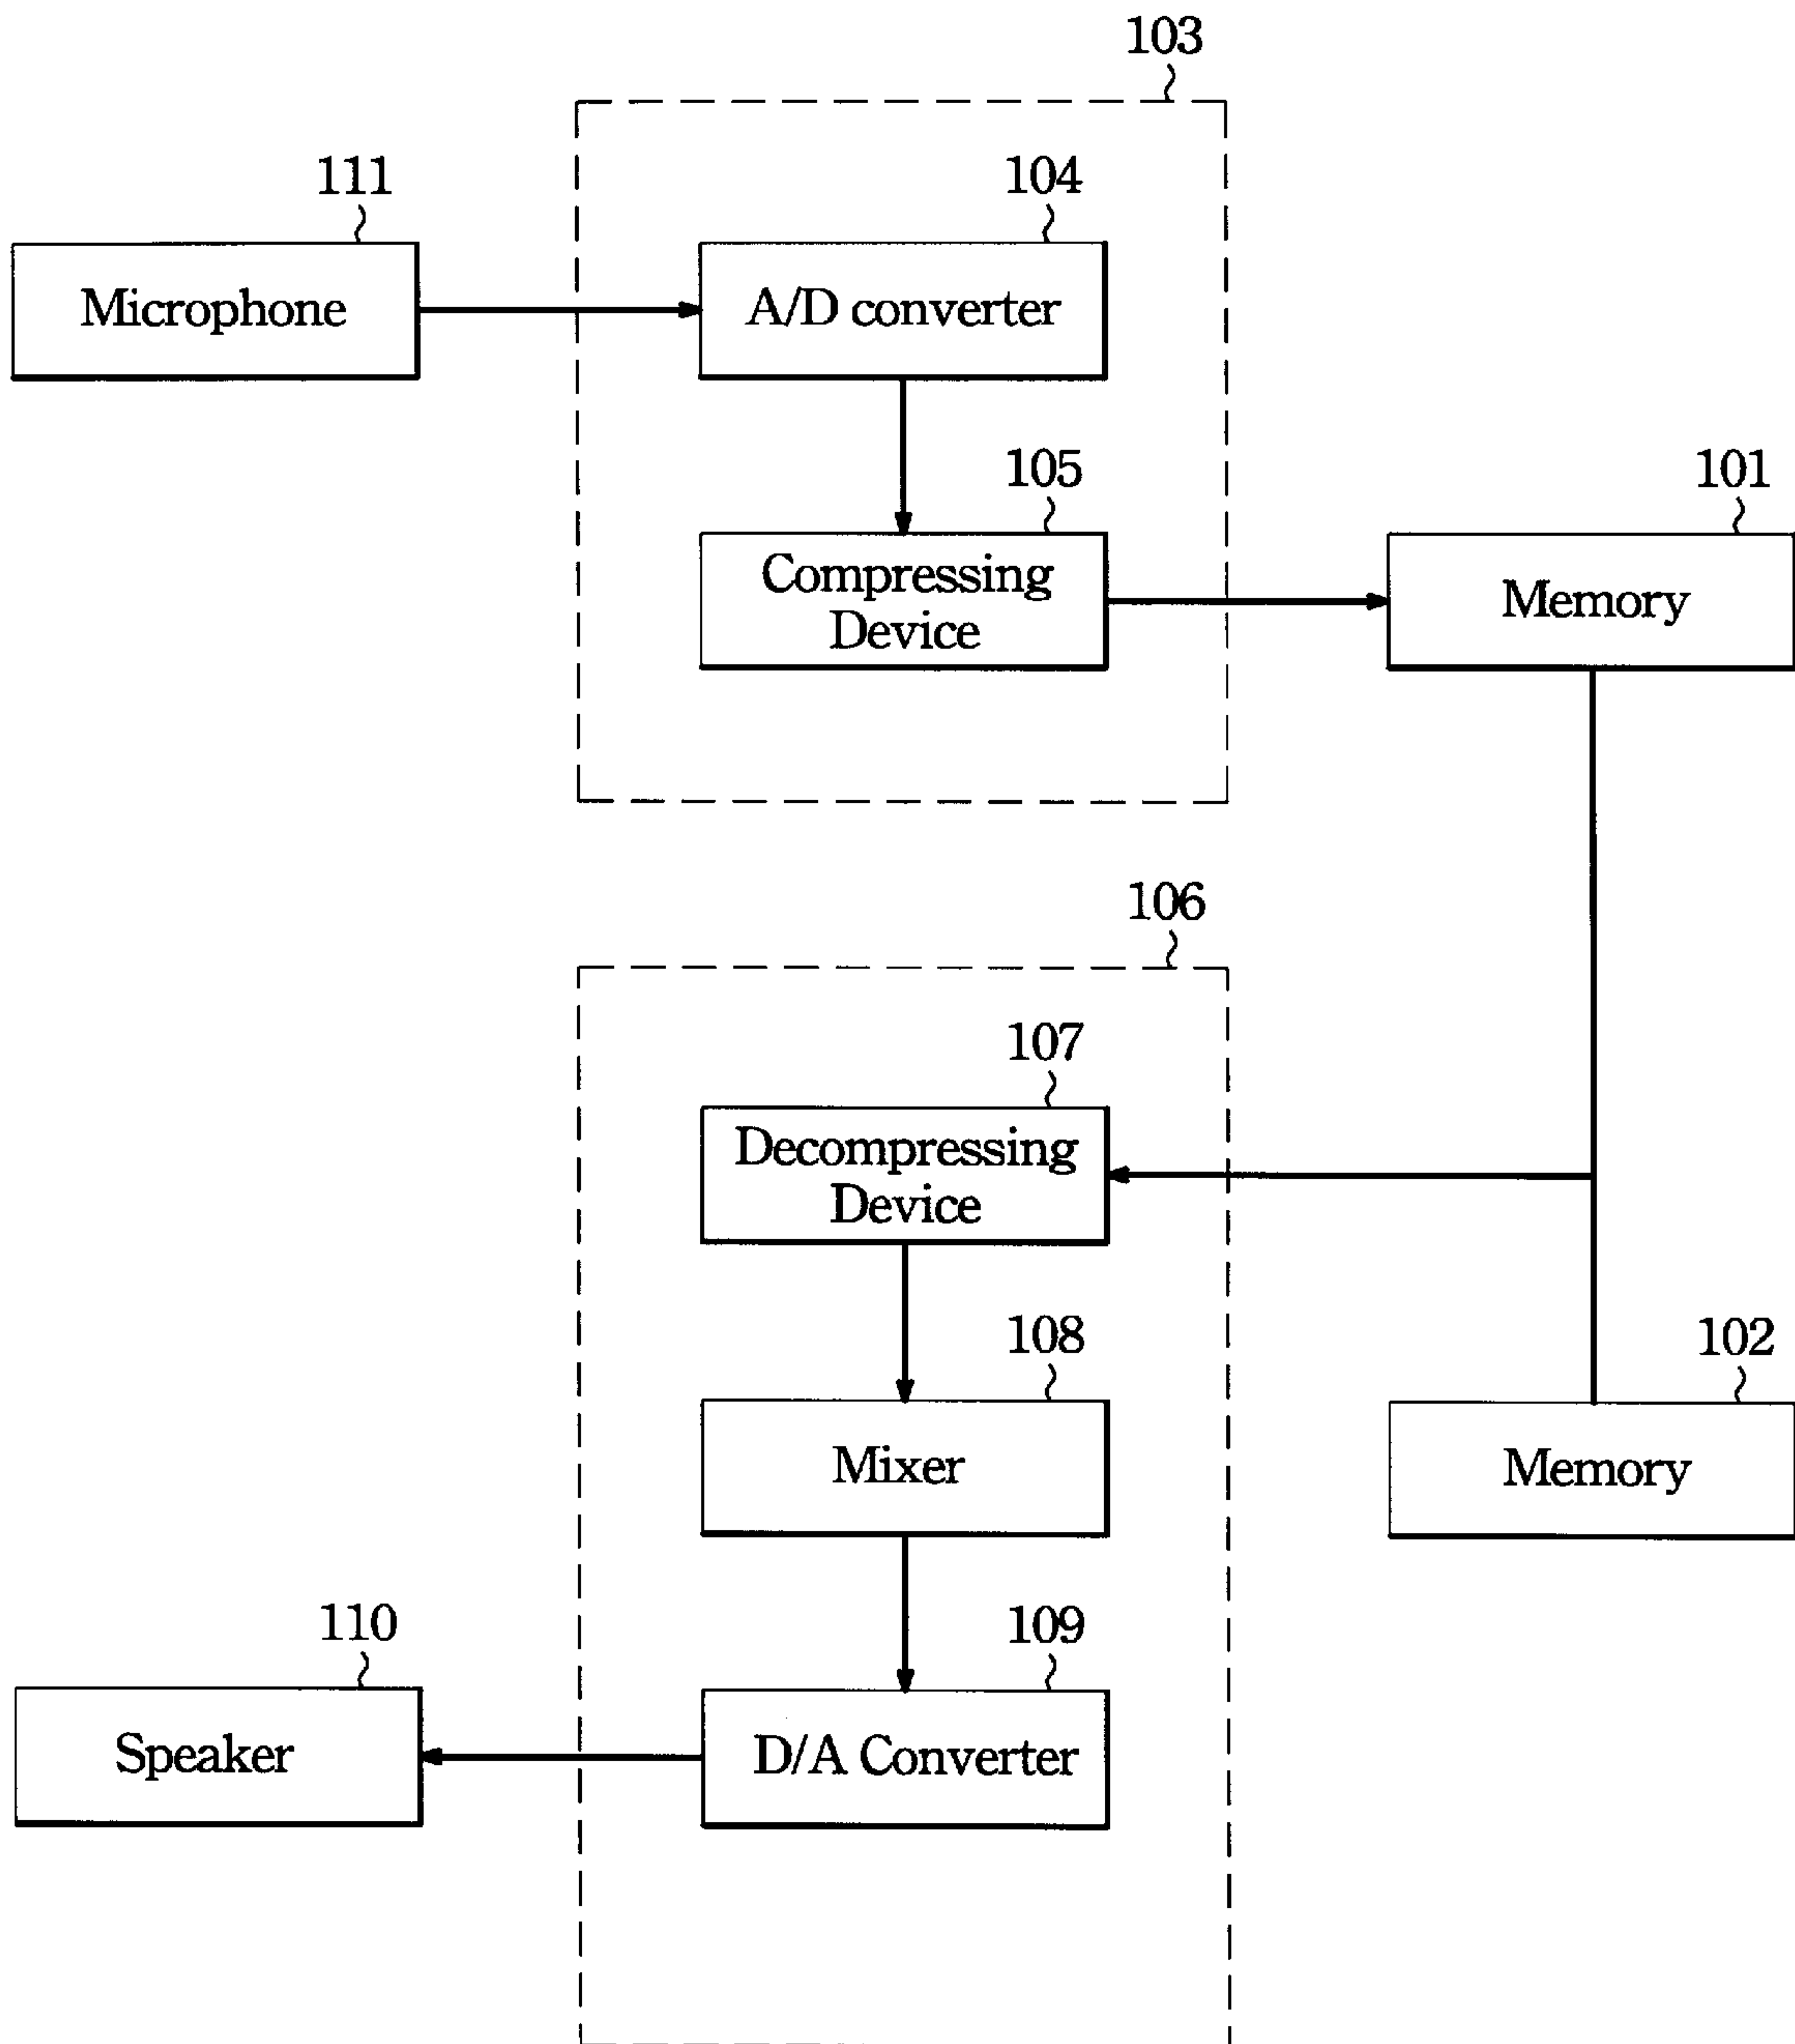 103
111
104
Microphone
A/D converter
105
101
Compressing
Device
Memory
106
107
Decompressing
Device
108
102
Mixer
Memory
110
109
Speaker
D/A Converter